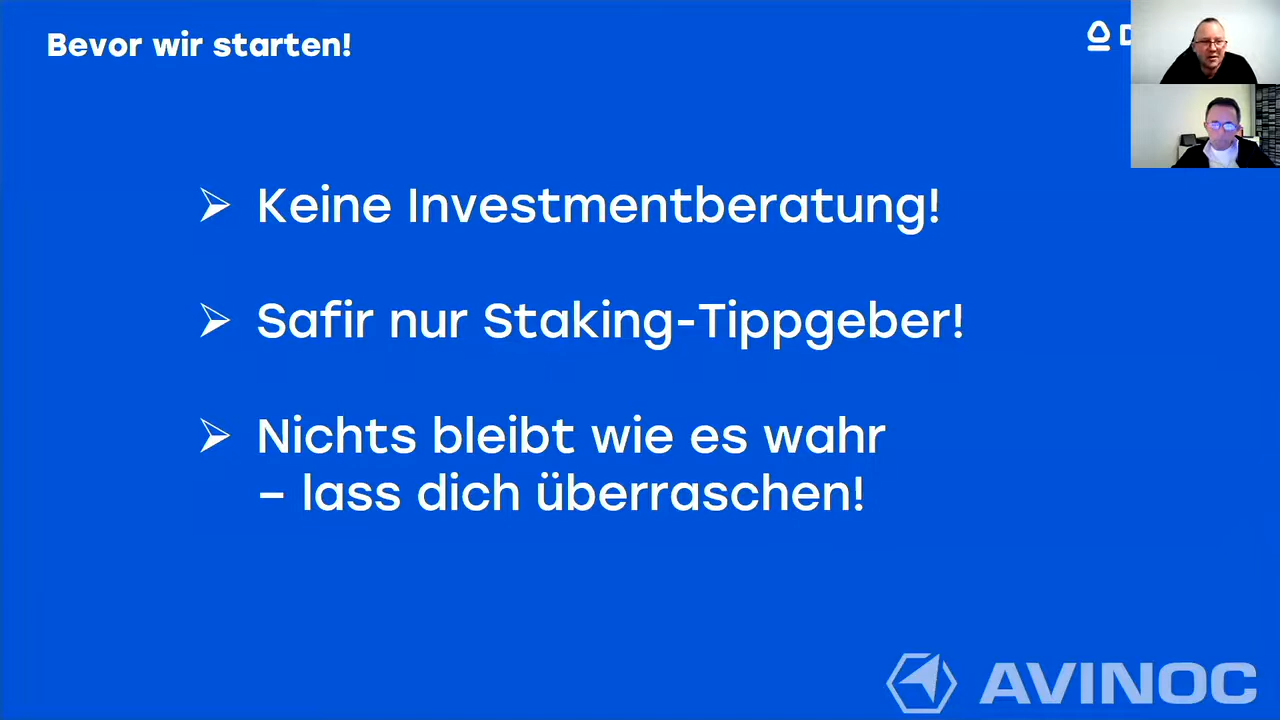 Bevor wir starten!
Keine Investmentberatung!
Safir nur Staking-Tippgeber!
Nichts bleibt wie es wahr
– lass dich überraschen!
AVINOC